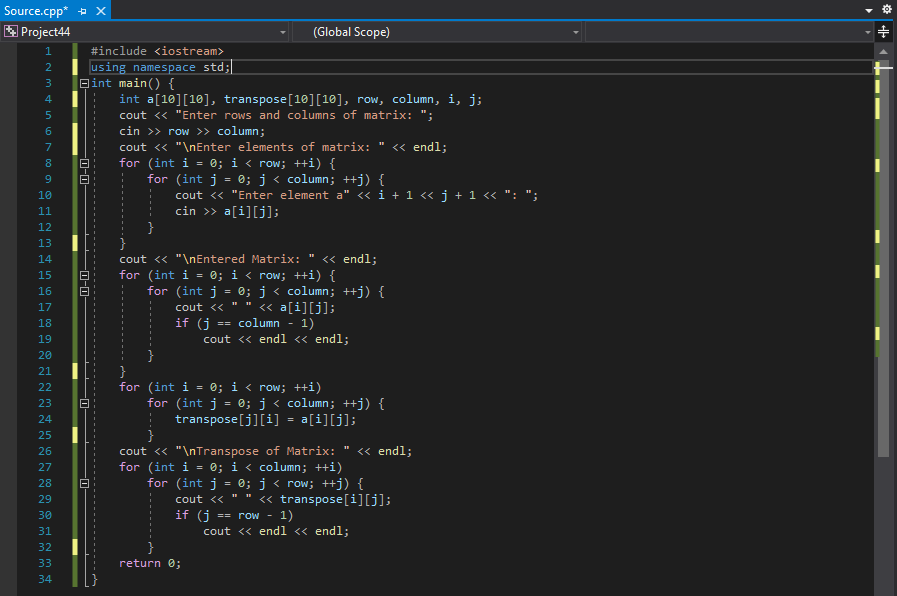 Source.cpp*
Project44 (Global Scope)
1 #include <iostream>
2 using namespace std;
3 int main() {
4 int a[10][10], transpose[10][10], row, column, i, j;
5 cout << "Enter rows and columns of matrix: ";
6 cin >> row >> column;
7 cout << "\nEnter elements of matrix: " << endl;
8 for (int i = 0; i < row; ++i) {
9 for (int j = 0; j < column; ++j) {
10 cout << "Enter element a" << i + 1 << j + 1 << ": ";
11 cin >> a[i][j];
12 }
13 }
14 cout << "\nEntered Matrix: " << endl;
15 for (int i = 0; i < row; ++i) {
16 for (int j = 0; j < column; ++j) {
17 cout << " " << a[i][j];
18 if (j == column - 1)
19 cout << endl << endl;
20 }
21 }
22 for (int i = 0; i < row; ++i)
23 for (int j = 0; j < column; ++j) {
24 transpose[j][i] = a[i][j];
25 }
26 cout << "\nTranspose of Matrix: " << endl;
27 for (int i = 0; i < column; ++i)
28 for (int j = 0; j < row; ++j) {
29 cout << " " << transpose[i][j];
30 if (j == row - 1)
31 cout << endl << endl;
32 }
33 return 0;
34 }